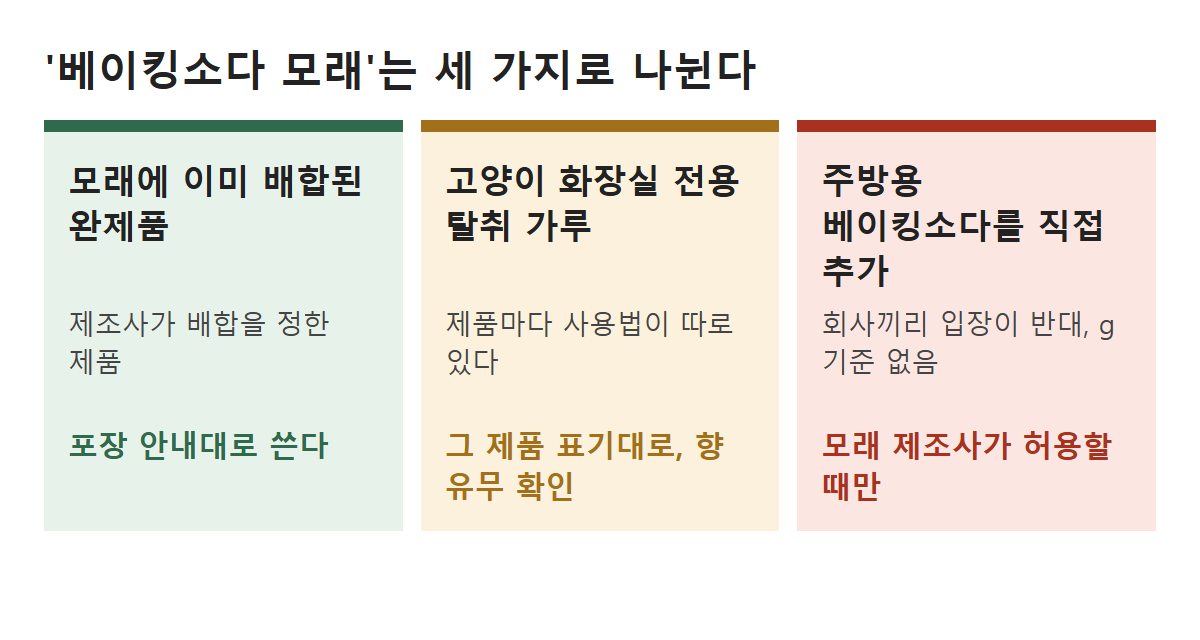 '베이킹소다 모래'는 세 가지로 나뉜다
모래에 이미 배합된
완제품
제조사가 배합을 정한
제품
포장 안내대로 쓴다
고양이 화장실 전용
탈취 가루
제품마다 사용법이 따로
있다
그 제품 표기대로, 향
유무 확인
주방용
베이킹소다를 직접
추가
회사끼리 입장이 반대, g
기준 없음
모래 제조사가 허용할
때만